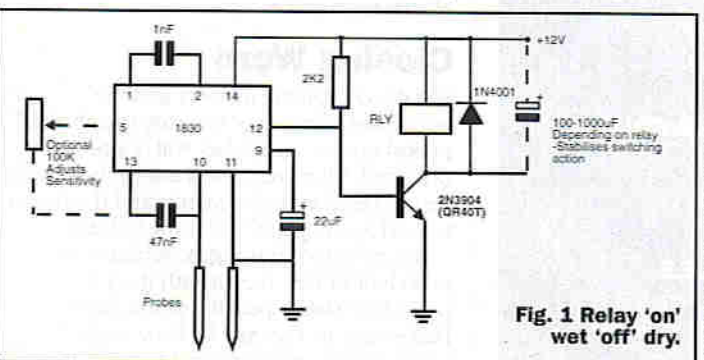 1nF
+12V
1
2
14
2K2
1N4001
5
1830
12
RLY
Optional
100K
Adjusts
Sensitivity
9
100-1000uF
Depending on relay
-Stabilises switching
action
13
10
11
2N3904
(QR40T)
47nF
22uF
Probes
Fig. 1 Relay 'on'
wet 'off' dry.